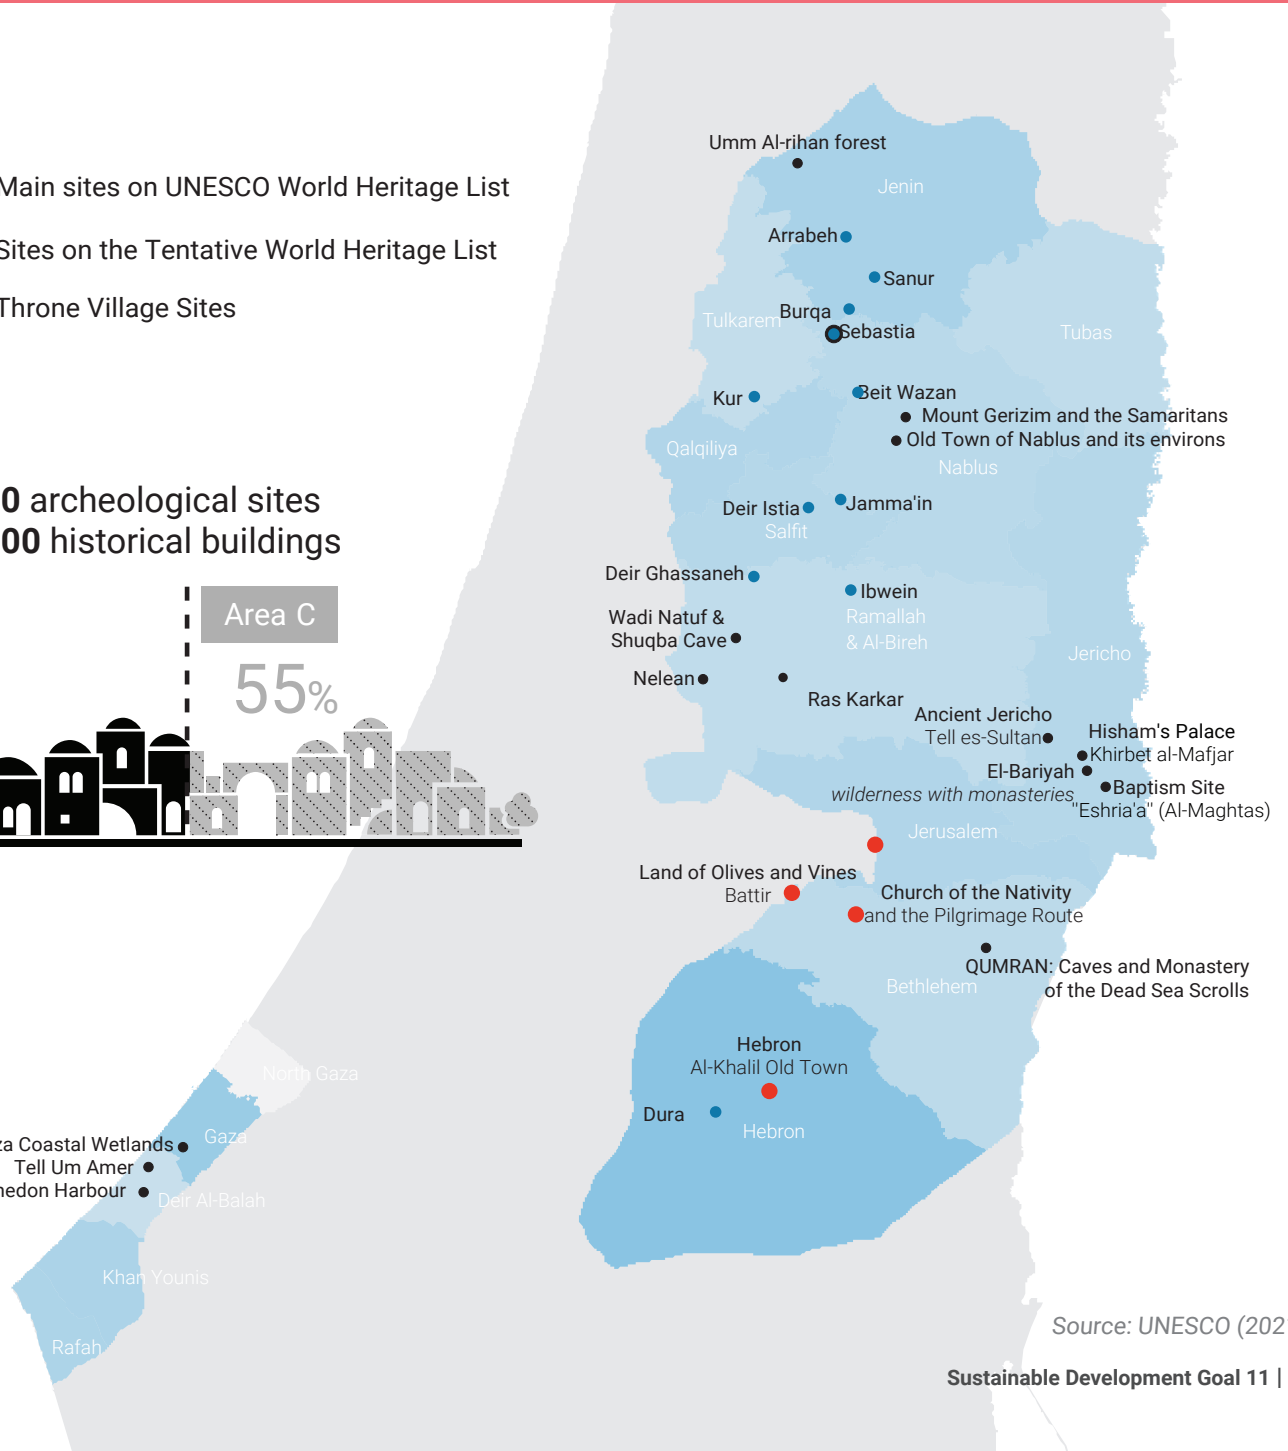 Main sites on UNESCO World Heritage List
Sites on the Tentative World Heritage List
Throne Village Sites
0 archeological sites
00 historical buildings
Area C
55%
Umm Al-rihan forest
Jenin
Arrabeh
Sanur
Burqa
Tulkarem
Sebastia
Tubas
Kur
Beit Wazan
Mount Gerizim and the Samaritans
Old Town of Nablus and its environs
Qalqiliya
Nablus
Deir Istia
Jamma'in
Salfit
Deir Ghassaneh
Ibwein
Wadi Natuf &
Shuqba Cave
Ramallah
& Al-Bireh
Jericho
Nelean
Ras Karkar
Ancient Jericho
Tell es-Sultan
Hisham's Palace
Khirbet al-Mafjar
El-Bariyah
wilderness with monasteries
Baptism Site
"Eshria'a" (Al-Maghtas)
Jerusalem
Land of Olives and Vines
Battir
Church of the Nativity
and the Pilgrimage Route
QUMRAN: Caves and Monastery
of the Dead Sea Scrolls
Bethlehem
Hebron
Al-Khalil Old Town
Dura
Hebron
North Gaza
Gaza
za Coastal Wetlands
Tell Um Amer
nedon Harbour
Deir Al-Balah
Khan Younis
Rafah
Source: UNESCO (202
Sustainable Development Goal 11 |